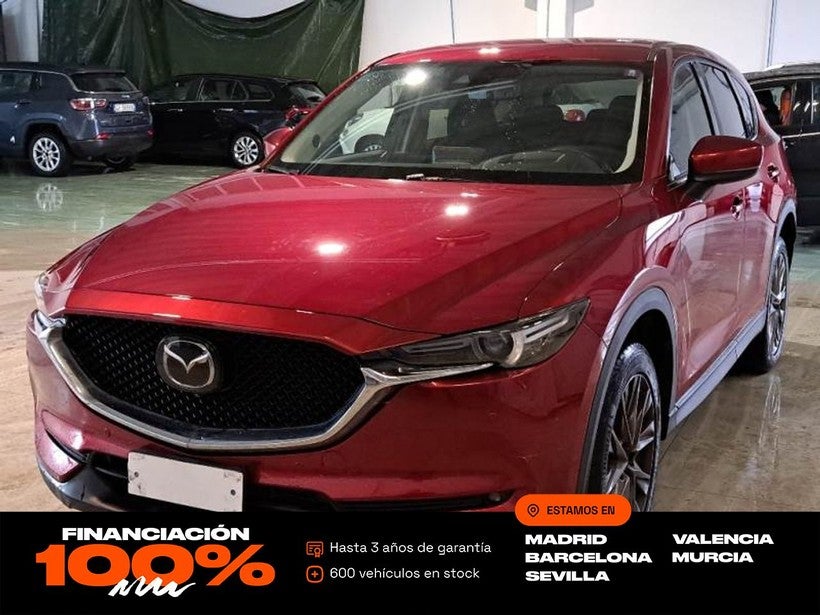 ESTAMOS EN
FINANCIACIÓN
100%
Hasta 3 años de garantía
600 vehículos en stock
MADRID
BARCELONA
SEVILLA
VALENCIA
MURCIA